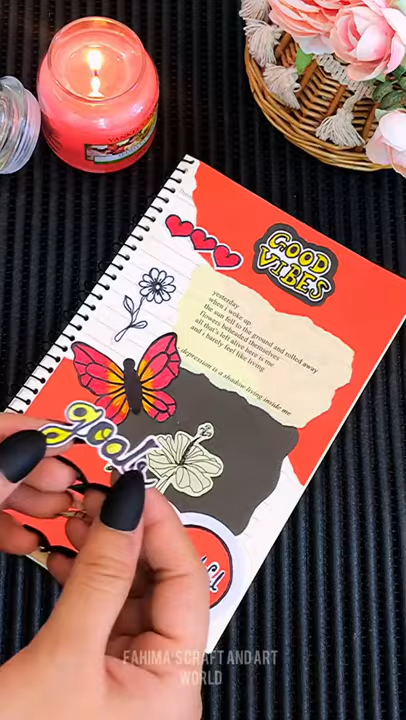 YANKEE
GOOD
VIBES
yesterday
when i woke up
the sun fell to the ground and rolled away
flowers beheaded themselves
all that's left alive here is me
and i barely feel like living
depression is a shadow living inside me
FAHIMA'S CRAFT AND ART
WORLD